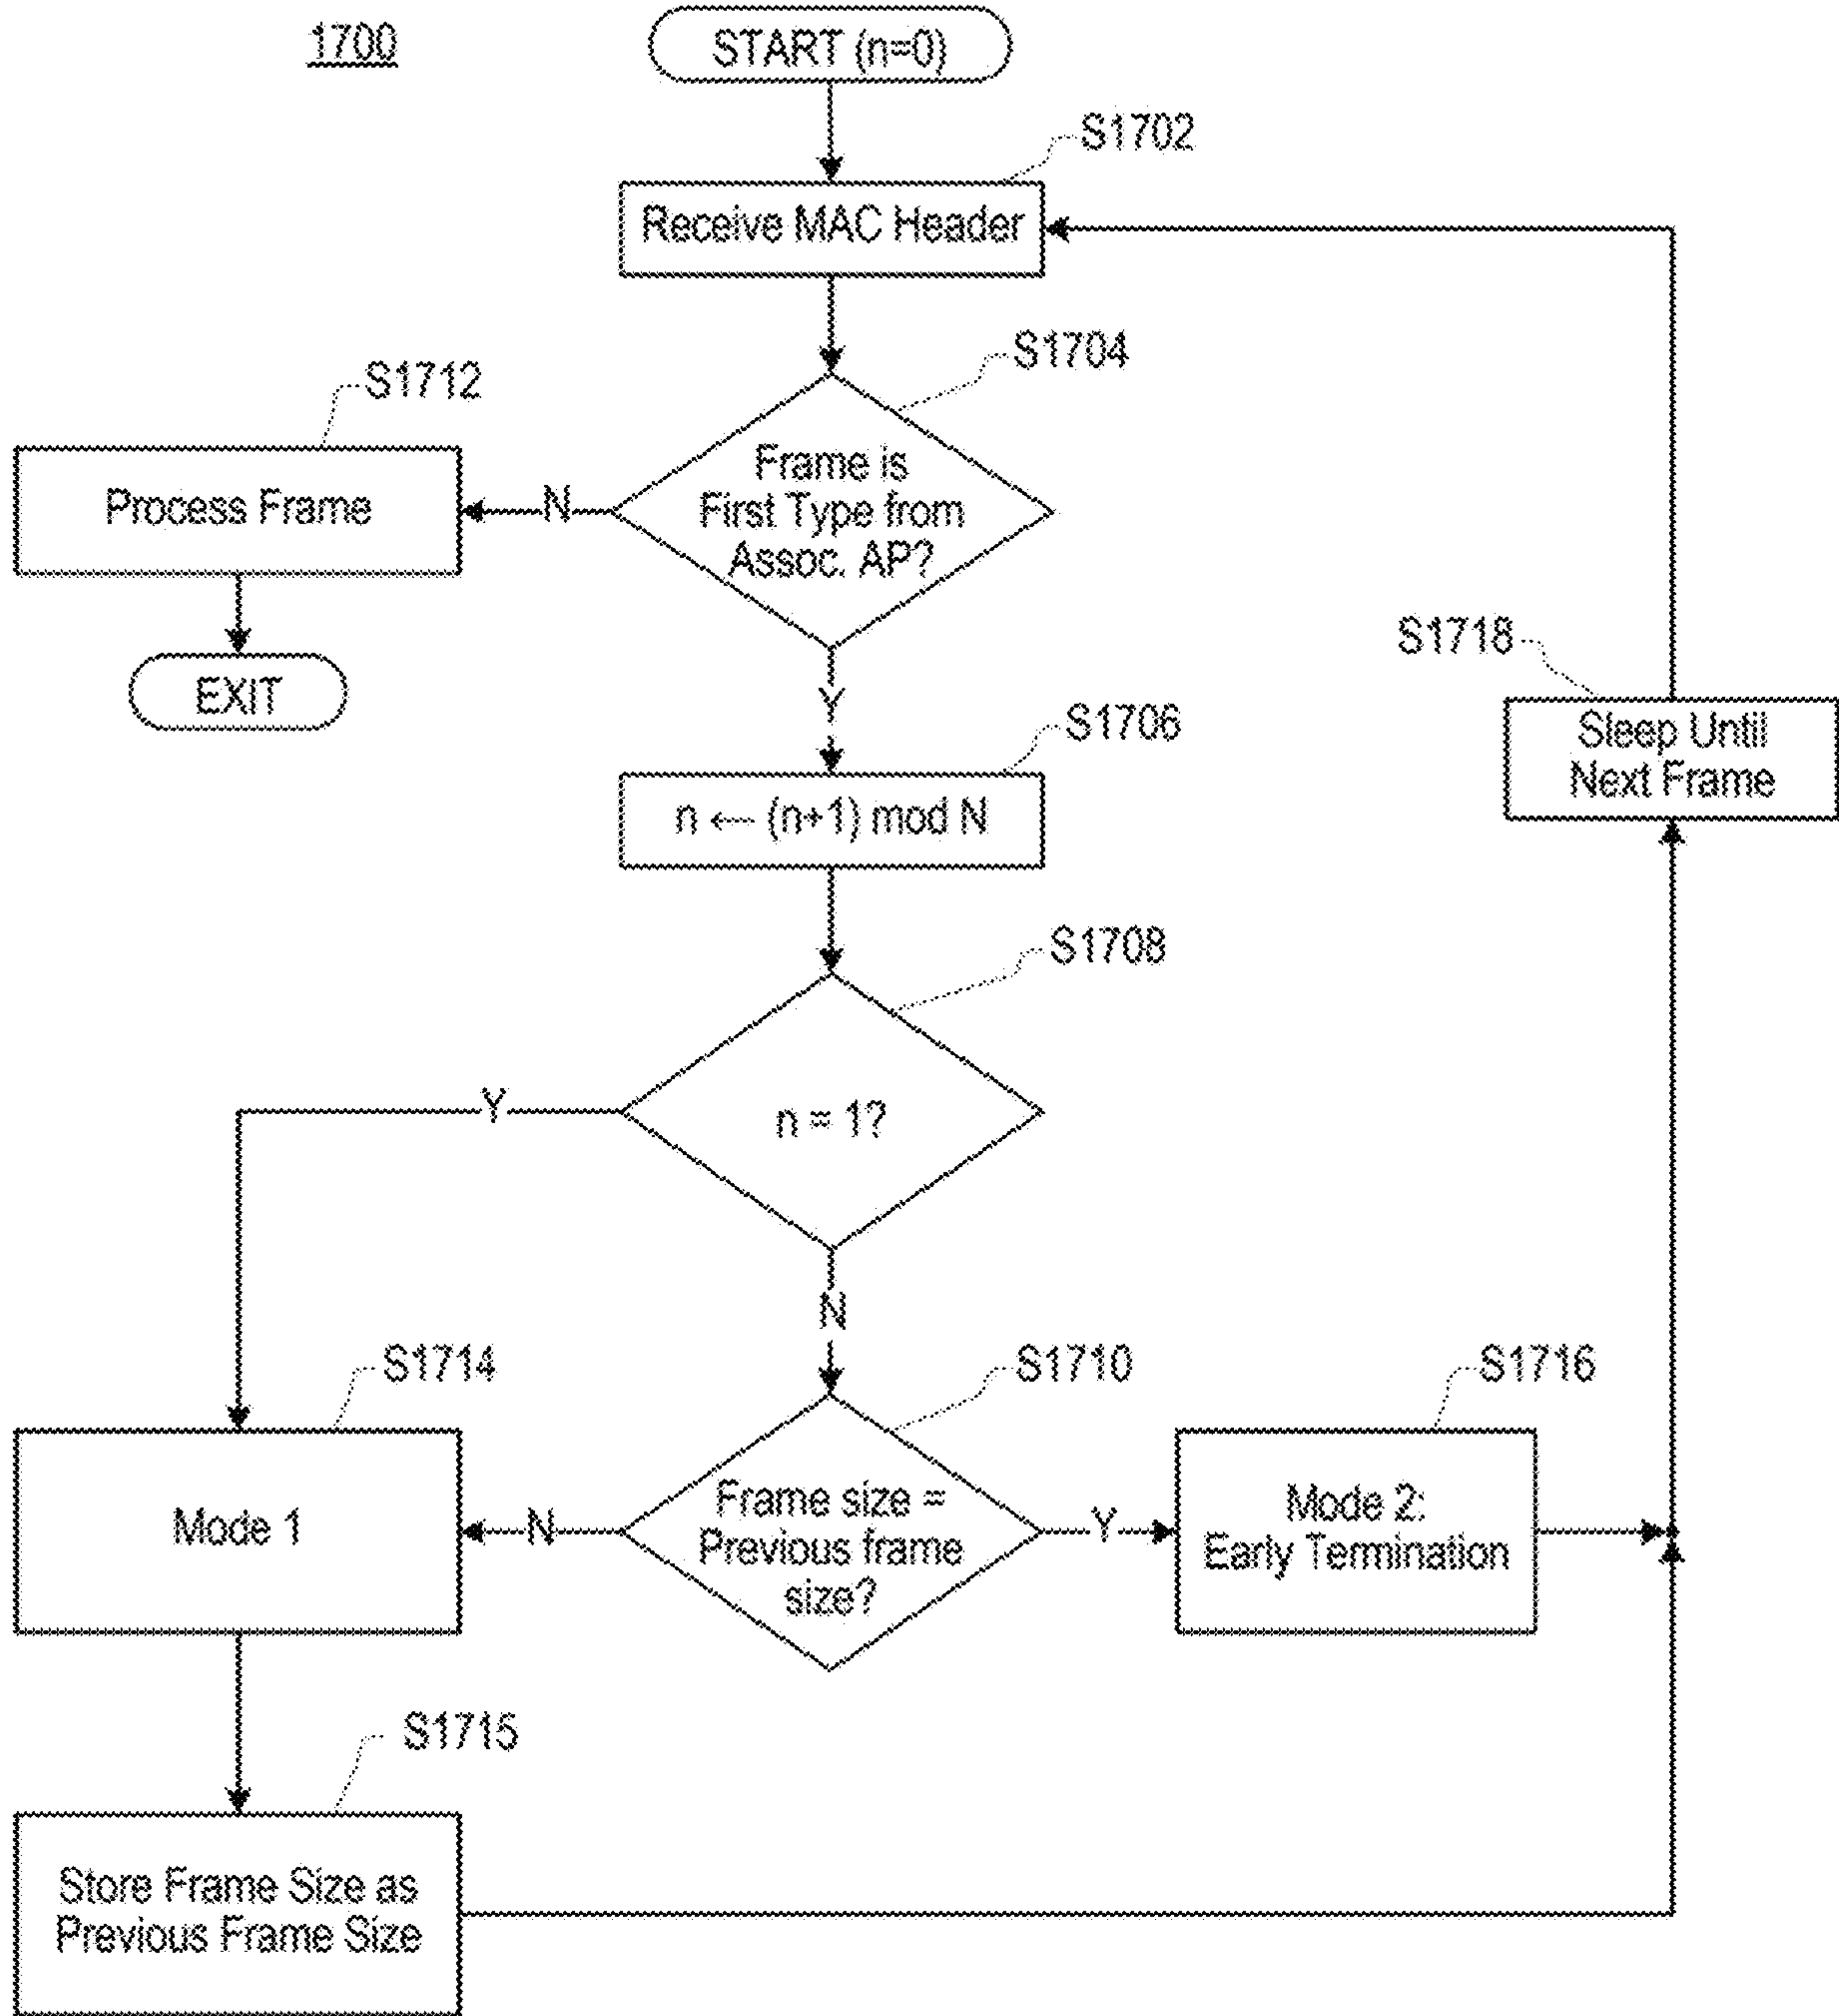 1700
START (n=0)
S1702
Receive MAC Header
S1704
S1712
Frame is
First Type from
Assoc. AP?
N
Process Frame
EXIT
Y
S1718
Sleep Until
Next Frame
S1706
n ← (n+1) mod N
S1708
n = 1?
Y
N
S1714
S1710
S1716
Mode 1
N
Frame size =
Previous frame
size?
Y
Mode 2:
Early Termination
S1715
Store Frame Size as
Previous Frame Size